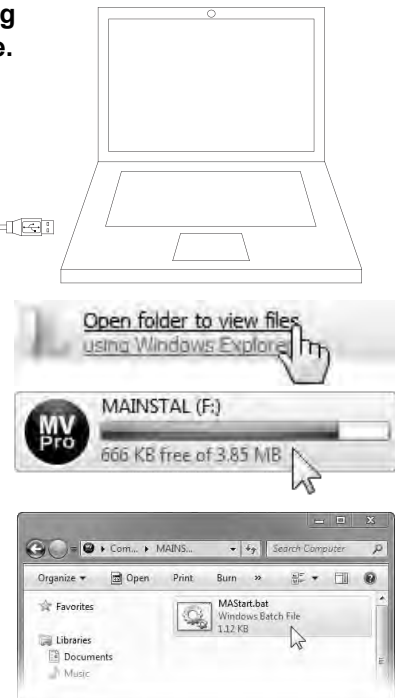 ng
e.
Open folder to view files
using Windows Explorer
MV
Pro
MAINSTAL (F:)
666 KB free of 3.85 MB
Com... MAINS... Search Computer
Organize Open Print Burn »
Favorites
MAStart.bat
Windows Batch File
1.12 KB
Libraries
Documents
Music